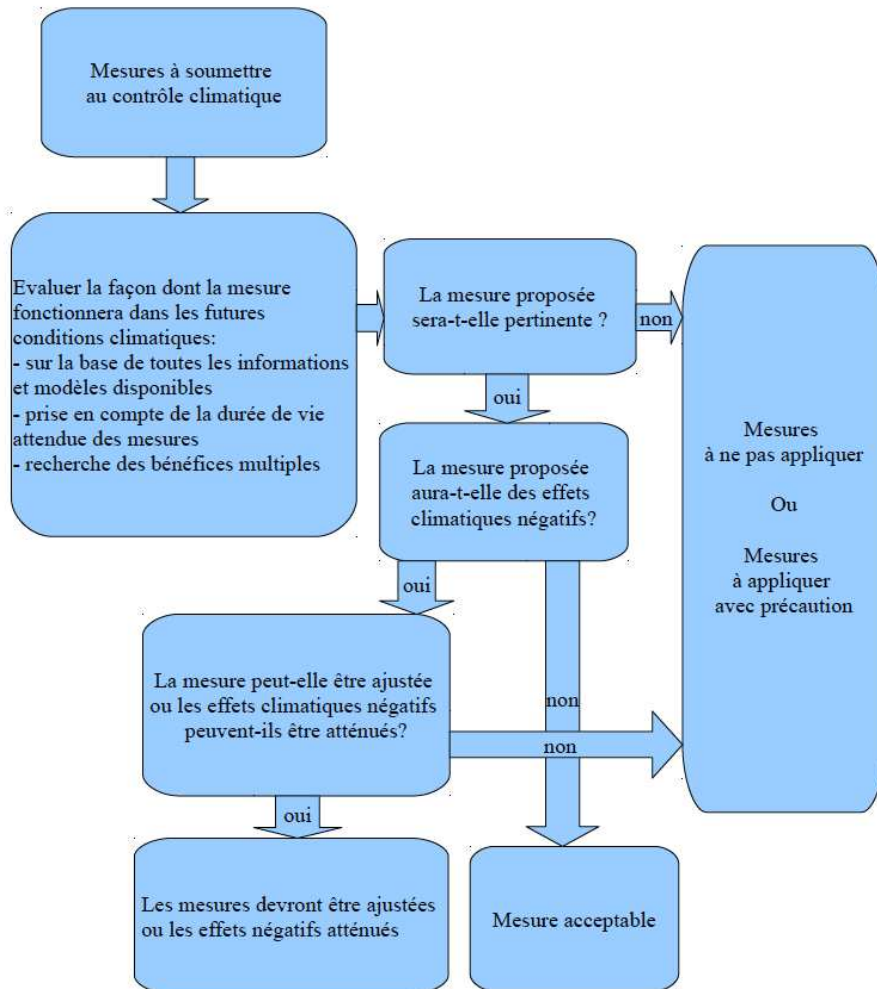 Mesures à soumettre
au contrôle climatique
Evaluer la façon dont la mesure
fonctionnera dans les futures
conditions climatiques:
- sur la base de toutes les informations
et modèles disponibles
- prise en compte de la durée de vie
attendue des mesures
- recherche des bénéfices multiples
La mesure proposée
sera-t-elle pertinente ?
non
oui
La mesure proposée
aura-t-elle des effets
climatiques négatifs?
Mesures
à ne pas appliquer
Ou
Mesures
à appliquer
avec précaution
oui
non
La mesure peut-elle être ajustée
ou les effets climatiques négatifs
peuvent-ils être atténués?
non
oui
Les mesures devront être ajustées
ou les effets négatifs atténués
Mesure acceptable